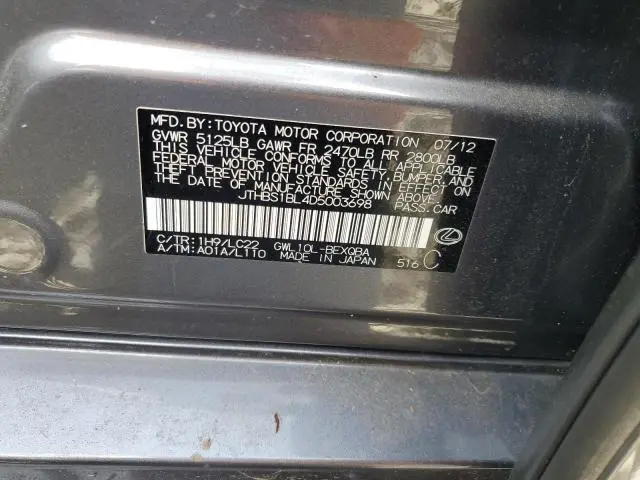 MFD.BY:TOYOTA MOTOR CORPORATION 07/12
GVWR 5125LB GAWR FR 2470LB RR 2800LB
THIS VEHICLE CONFORMS TO ALL APPLICABLE
FEDERAL MOTOR VEHICLE SAFETY, BUMPER, AND
THEFT PREVENTION STANDARDS IN EFFECT ON
THE DATE OF MANUFACTURE SHOWN ABOVE.
JTHBS1BL4D5003698 PASS.CAR
C/TR:1H9/LC22 GWL10L-BEXQBA
A/TM:A01A/L110 MADE IN JAPAN 516 C